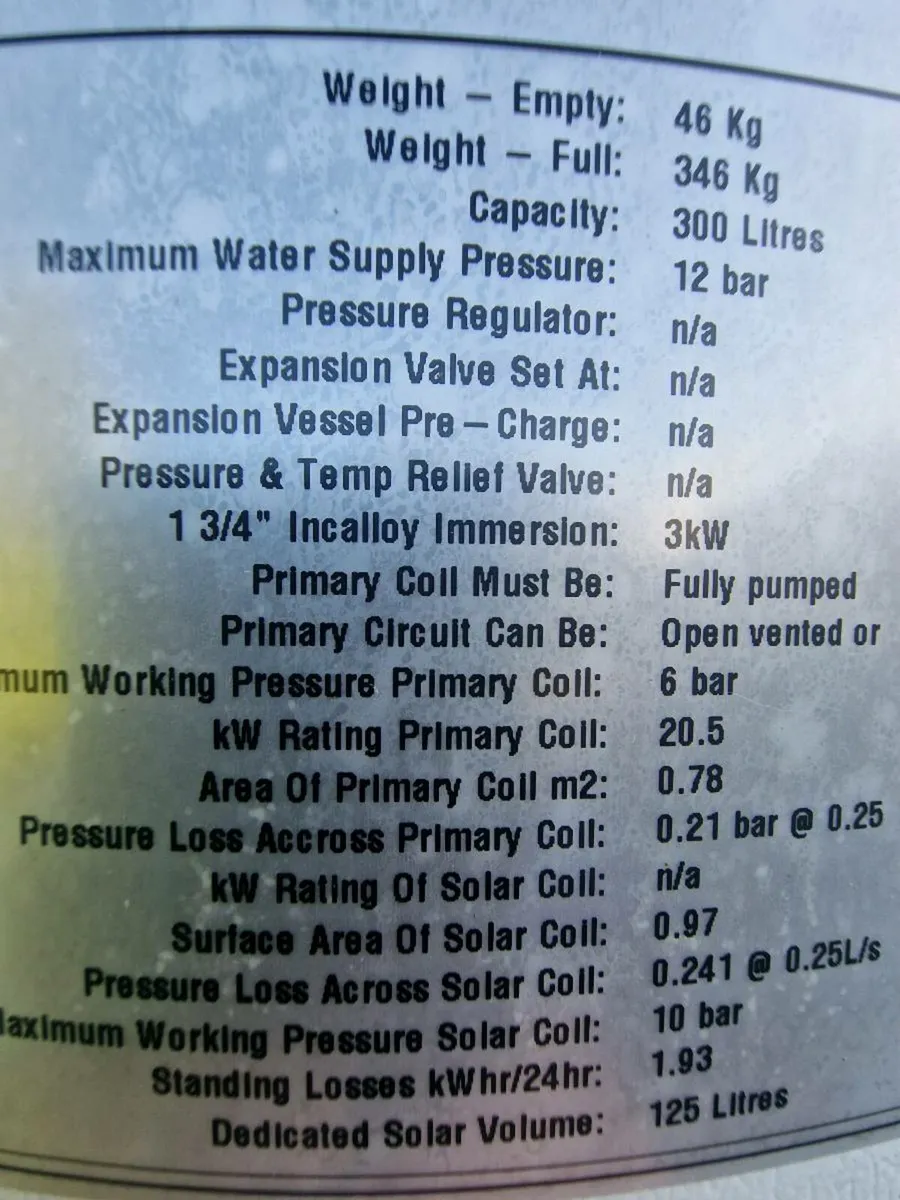 Weight – Empty: 46 Kg
Weight – Full: 346 Kg
Capacity: 300 Litres
Maximum Water Supply Pressure: 12 bar
Pressure Regulator: n/a
Expansion Valve Set At: n/a
Expansion Vessel Pre – Charge: n/a
Pressure & Temp Relief Valve: n/a
1 3/4" Incalloy Immersion: 3kW
Primary Coil Must Be: Fully pumped
Primary Circuit Can Be: Open vented or
mum Working Pressure Primary Coil: 6 bar
kW Rating Primary Coil: 20.5
Area Of Primary Coil m2: 0.78
Pressure Loss Accross Primary Coil: 0.21 bar @ 0.25
kW Rating Of Solar Coil: n/a
Surface Area Of Solar Coil: 0.97
Pressure Loss Across Solar Coil: 0.241 @ 0.25L/s
aximum Working Pressure Solar Coil: 10 bar
Standing Losses kWhr/24hr: 1.93
Dedicated Solar Volume: 125 Litres